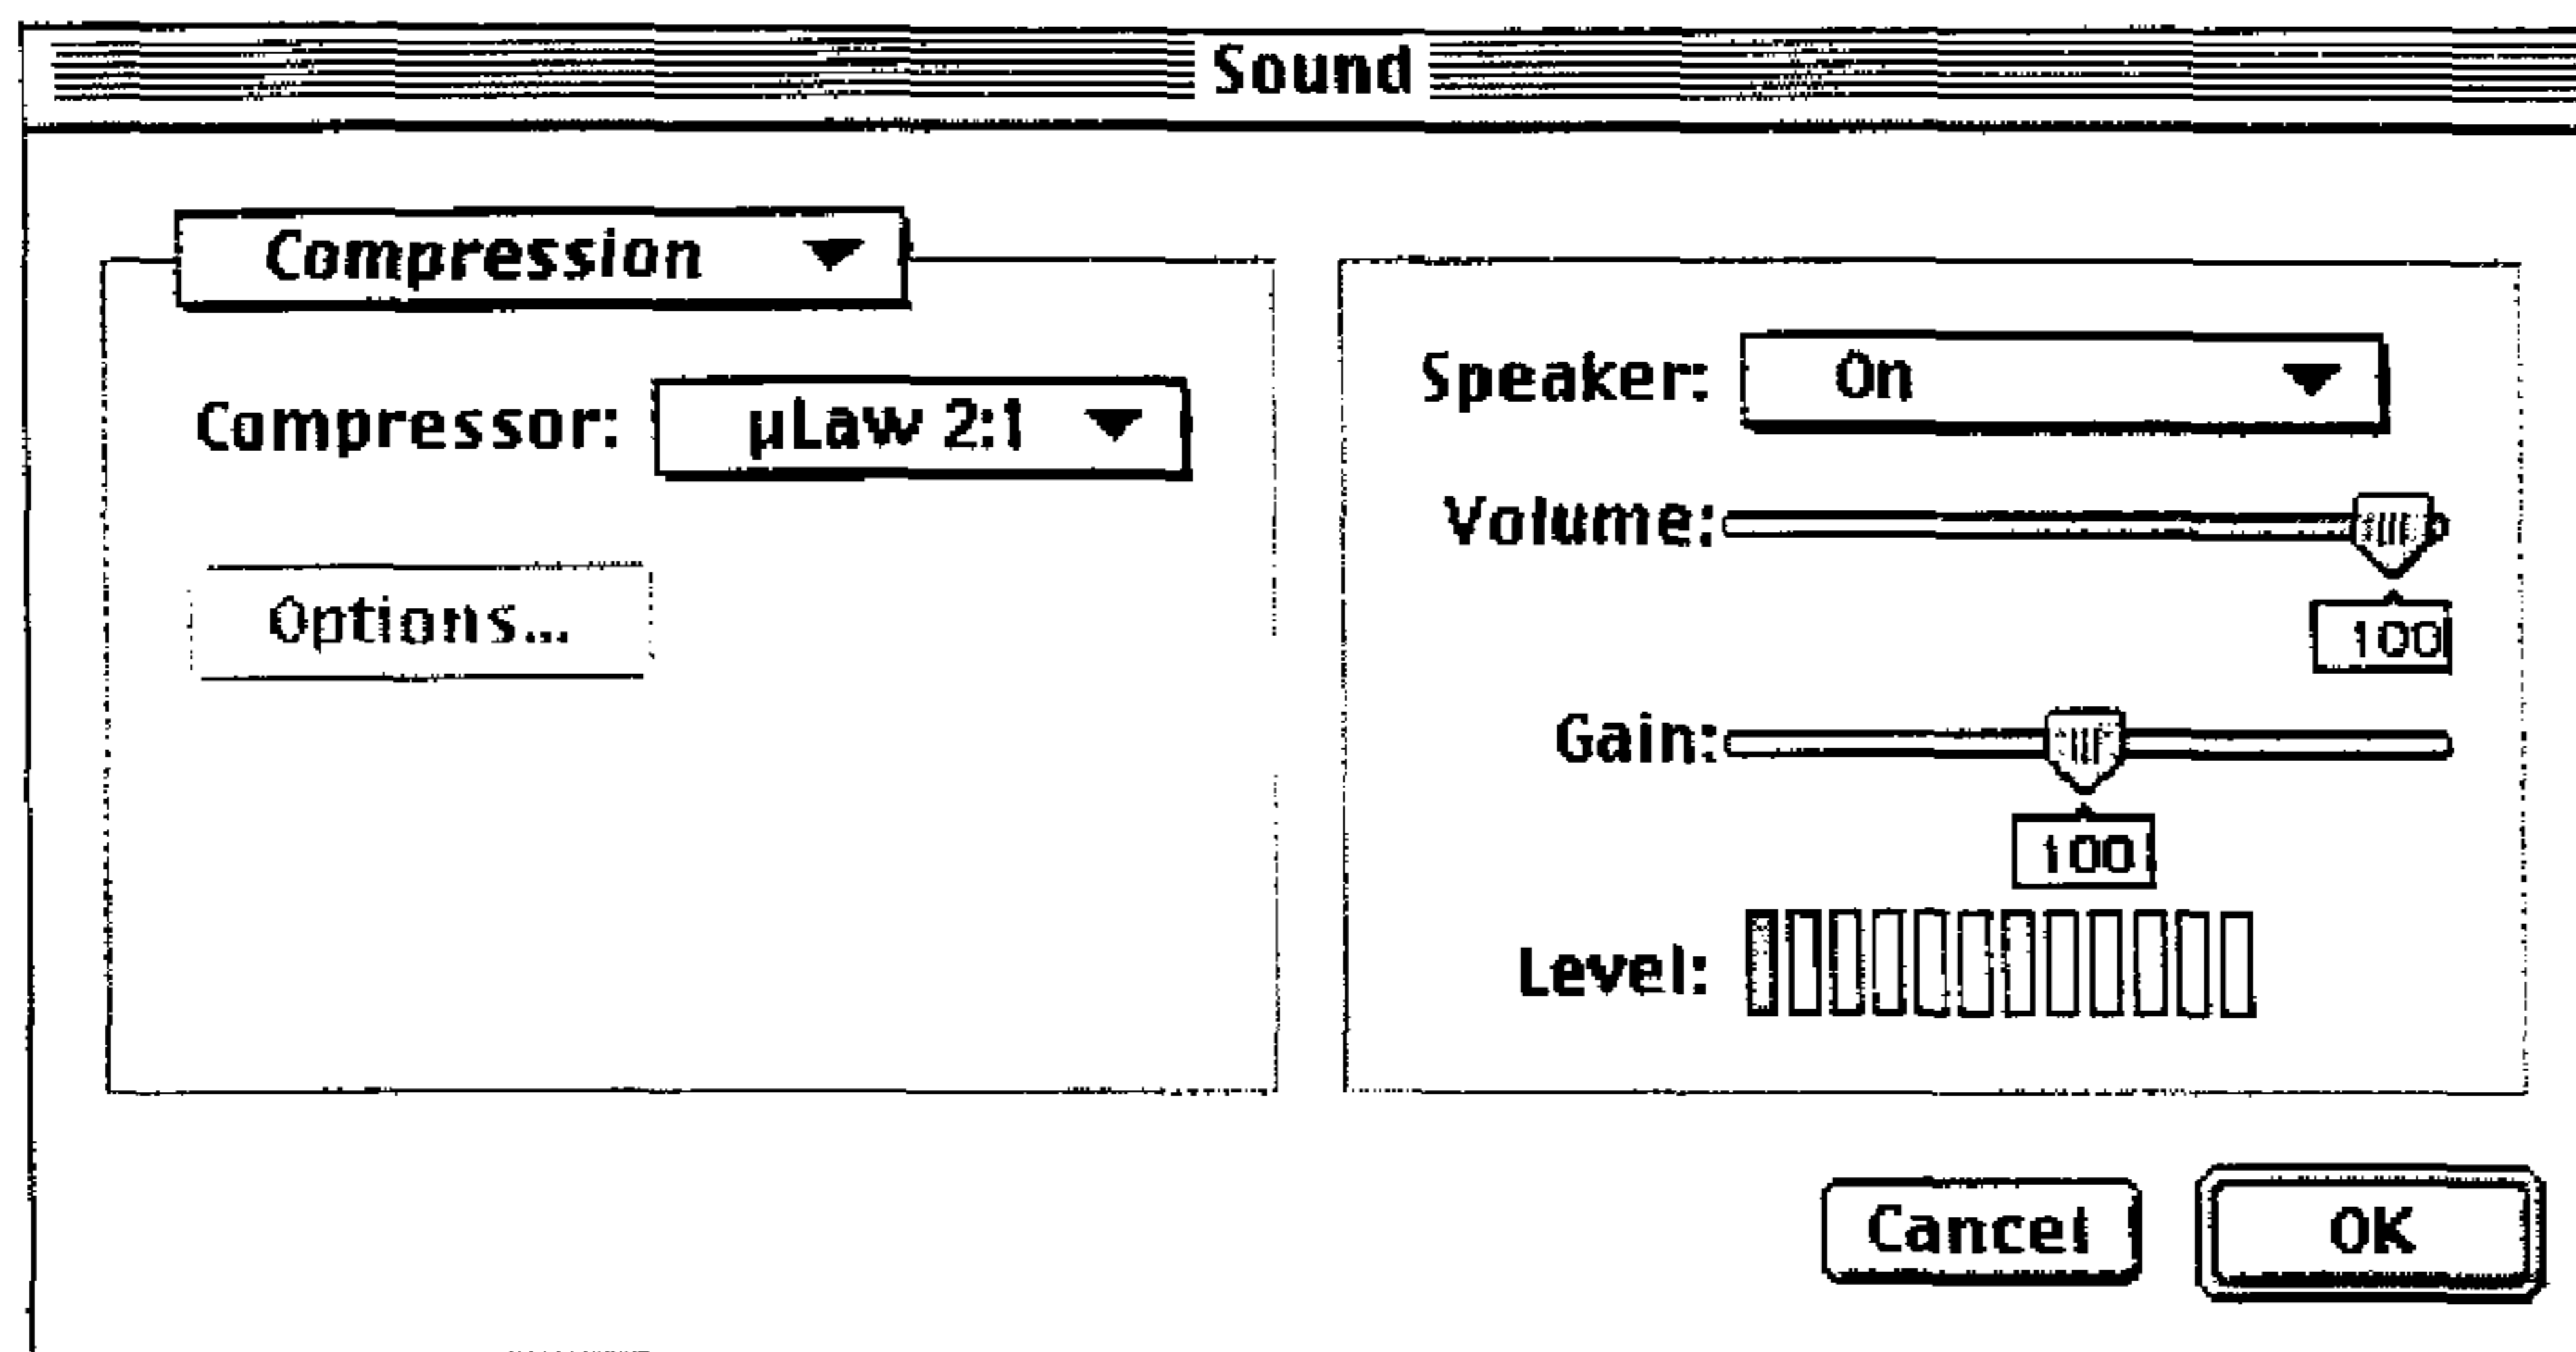 Sound
Compression
Compressor: µLaw 2:1
Options...
Speaker: On
Volume:
100
Gain:
100
Level:
Cancel OK